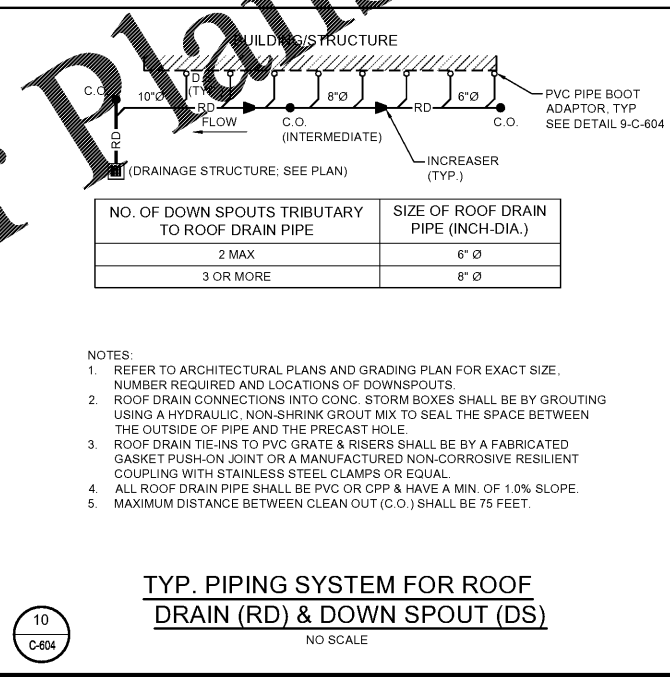 Plans
BUILDING/STRUCTURE
C.O.
10"Ø
(TYP.)
RD
8"Ø
RD
6"Ø
PVC PIPE BOOT
ADAPTOR, TYP
SEE DETAIL 9-C-604
FLOW
C.O.
(INTERMEDIATE)
C.O.
RD
INCREASER
(TYP.)
(DRAINAGE STRUCTURE; SEE PLAN)
NO. OF DOWN SPOUTS TRIBUTARY
TO ROOF DRAIN PIPE
SIZE OF ROOF DRAIN
PIPE (INCH-DIA.)
2 MAX
6" Ø
3 OR MORE
8" Ø
NOTES:
1. REFER TO ARCHITECTURAL PLANS AND GRADING PLAN FOR EXACT SIZE,
NUMBER REQUIRED AND LOCATIONS OF DOWNSPOUTS.
2. ROOF DRAIN CONNECTIONS INTO CONC. STORM BOXES SHALL BE BY GROUTING
USING A HYDRAULIC, NON-SHRINK GROUT MIX TO SEAL THE SPACE BETWEEN
THE OUTSIDE OF PIPE AND THE PRECAST HOLE.
3. ROOF DRAIN TIE-INS TO PVC GRATE & RISERS SHALL BE BY A FABRICATED
GASKET PUSH-ON JOINT OR A MANUFACTURED NON-CORROSIVE RESILIENT
COUPLING WITH STAINLESS STEEL CLAMPS OR EQUAL.
4. ALL ROOF DRAIN PIPE SHALL BE PVC OR CPP & HAVE A MIN. OF 1.0% SLOPE.
5. MAXIMUM DISTANCE BETWEEN CLEAN OUT (C.O.) SHALL BE 75 FEET.
TYP. PIPING SYSTEM FOR ROOF
DRAIN (RD) & DOWN SPOUT (DS)
NO SCALE
10
C-604